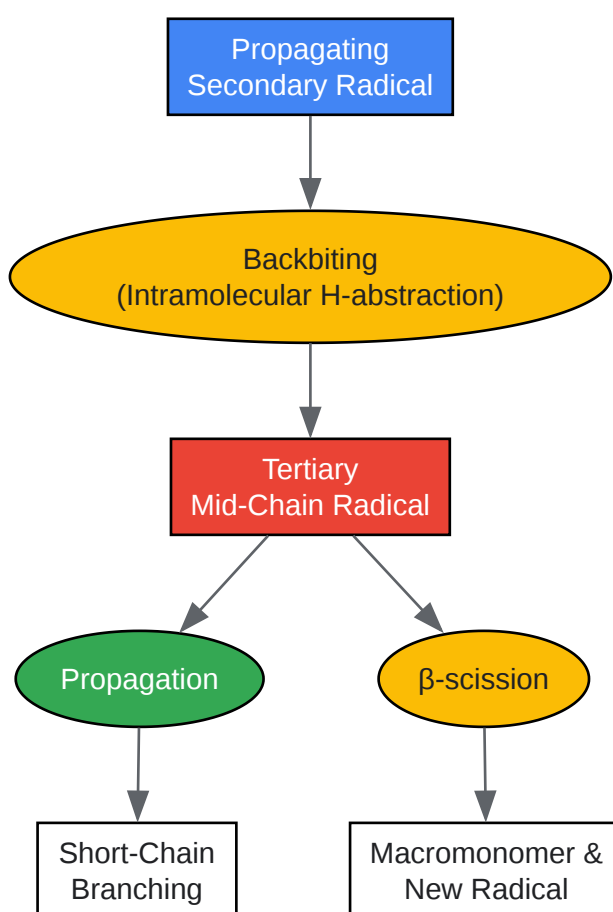 Propagating
Secondary Radical
Backbiting
(Intramolecular H-abstraction)
Tertiary
Mid-Chain Radical
Propagation
β-scission
Short-Chain
Branching
Macromonomer &
New Radical